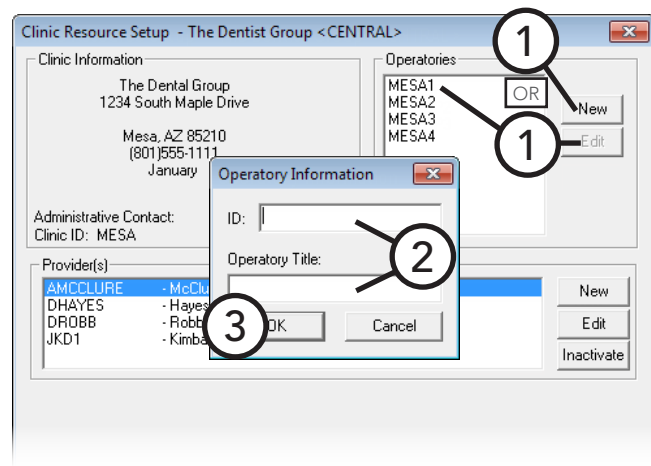 Clinic Resource Setup - The Dentist Group <CENTRAL>
Clinic Information
The Dental Group
1234 South Maple Drive
Mesa, AZ 85210
(801)555-1111
January
Administrative Contact:
Clinic ID: MESA
Operatories
MESA1
MESA2
MESA3
MESA4
OR
1
New
1
Edit
Operatory Information
ID:
Operatory Title:
2
3
Cancel
Provider(s)
AMCCLURE - McClu
DHAYES - Hayes
DROBB - Robb
JKD1 - Kimba
New
Edit
Inactivate